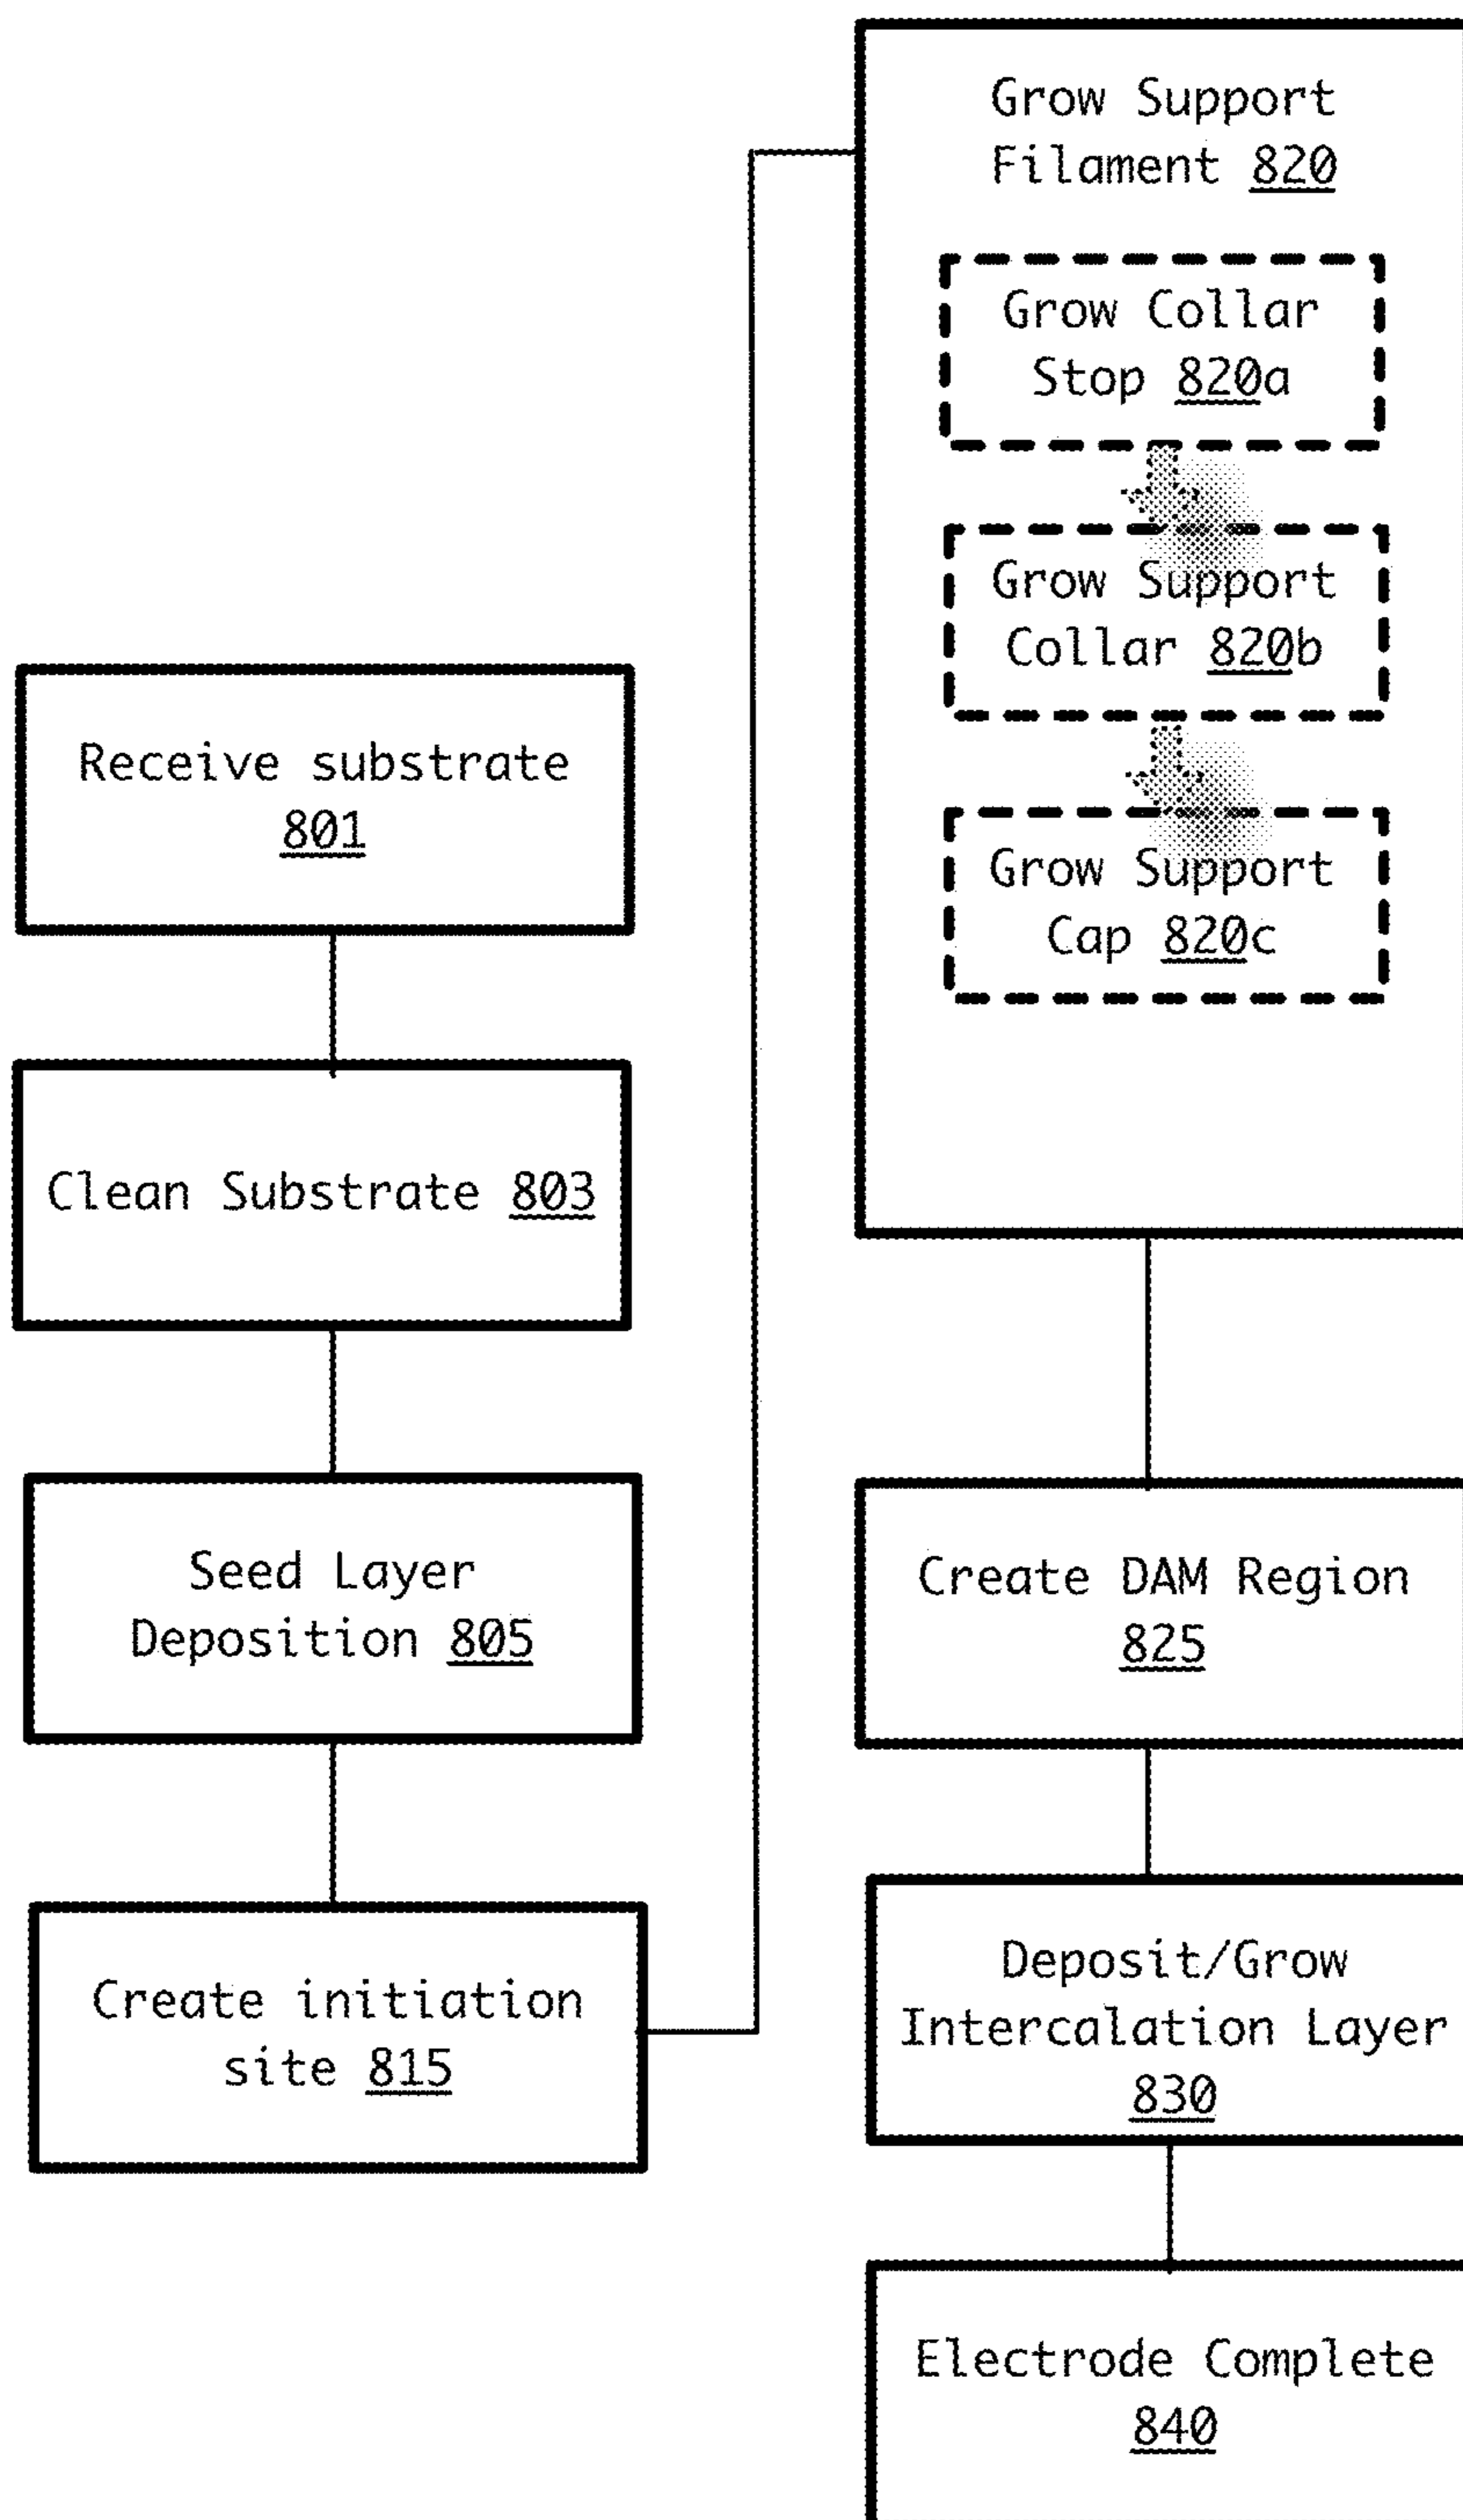 Receive substrate
801
Clean Substrate 803
Seed Layer
Deposition 805
Create initiation
site 815
Grow Support
Filament 820
Grow Collar
Stop 820a
Grow Support
Collar 820b
Grow Support
Cap 820c
Create DAM Region
825
Deposit/Grow
Intercalation Layer
830
Electrode Complete
840